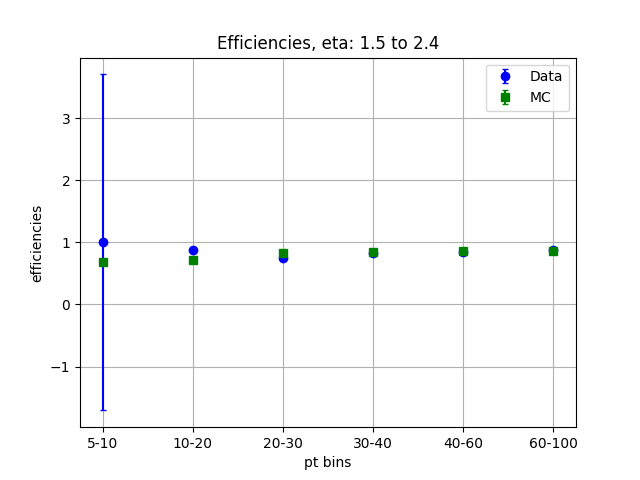 Efficiencies, eta: 1.5 to 2.4
Data
MC
efficiencies
3
2
1
0
−1
5-10 10-20 20-30 30-40 40-60 60-100
pt bins